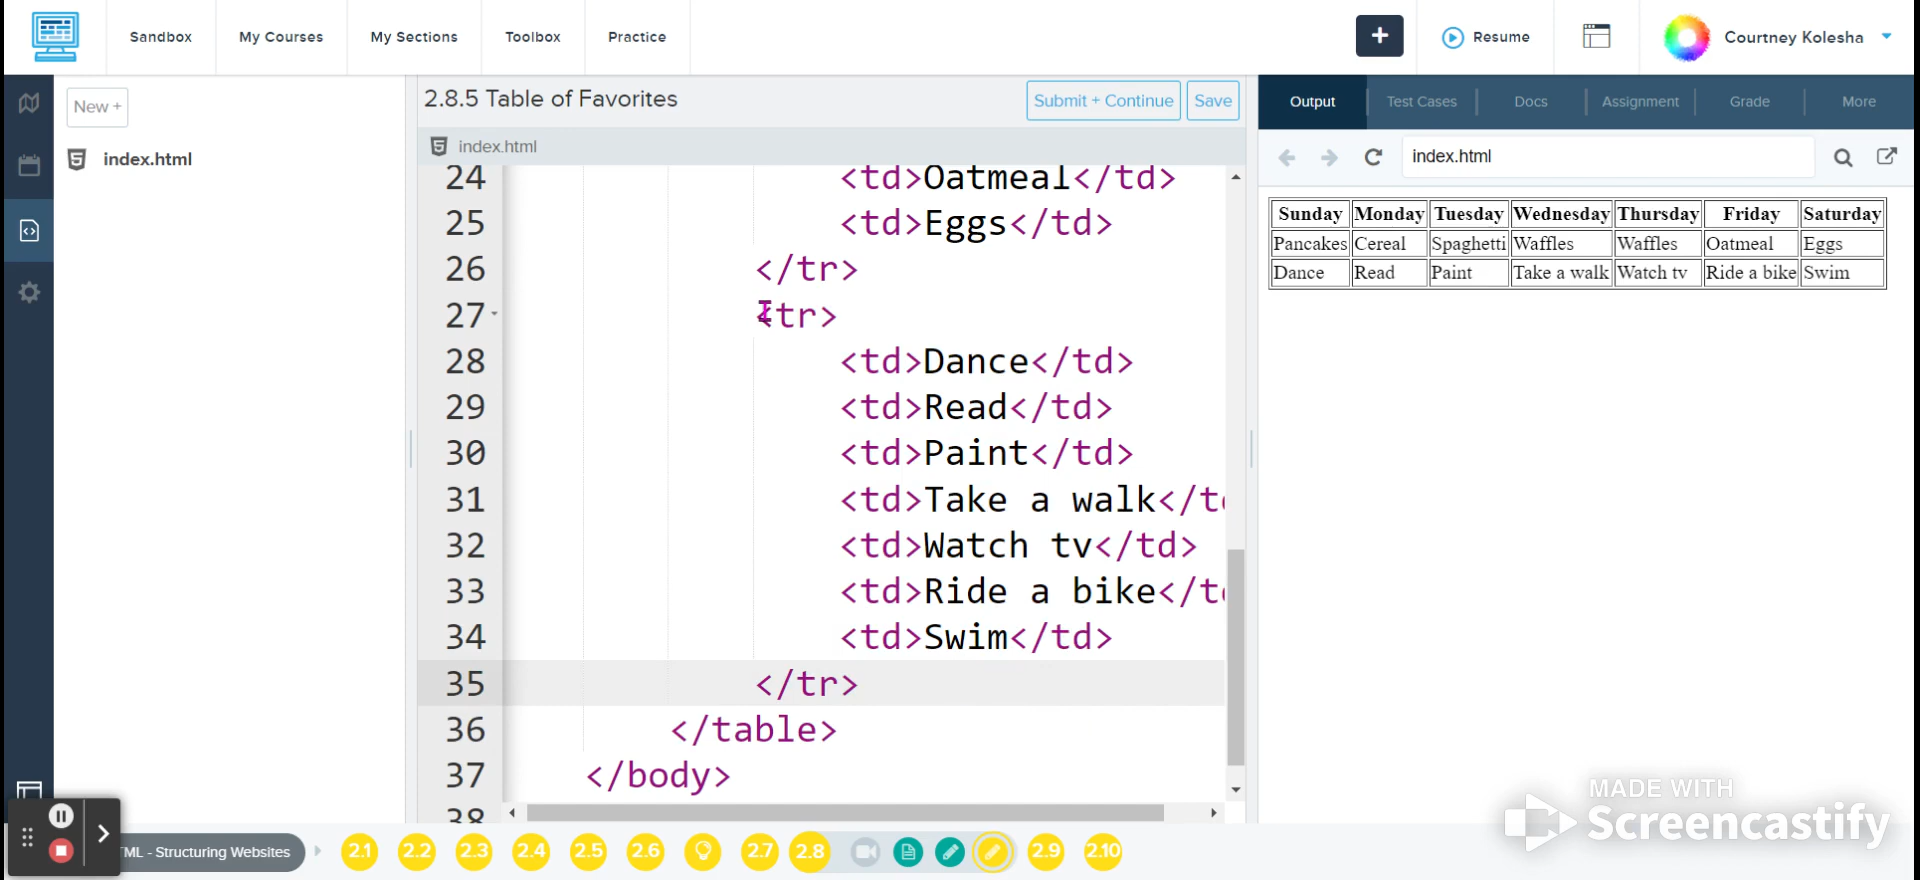 Sandbox
My Courses
My Sections
Toolbox
Practice
+
Resume
Courtney Kolesha
New +
index.html
2.8.5 Table of Favorites
Submit + Continue
Save
index.html
24 <td>Oatmeal</td>
25 <td>Eggs</td>
26 </tr>
27 <tr>
28 <td>Dance</td>
29 <td>Read</td>
30 <td>Paint</td>
31 <td>Take a walk</t
32 <td>Watch tv</td>
33 <td>Ride a bike</t
34 <td>Swim</td>
35 </tr>
36 </table>
37 </body>
38
Output
Test Cases
Docs
Assignment
Grade
More
index.html
Sunday Monday Tuesday Wednesday Thursday Friday Saturday
Pancakes Cereal Spaghetti Waffles Waffles Oatmeal Eggs
Dance Read Paint Take a walk Watch tv Ride a bike Swim
MADE WITH
Screencastify
TML - Structuring Websites
2.1
2.2
2.3
2.4
2.5
2.6
2.7
2.8
2.9
2.10